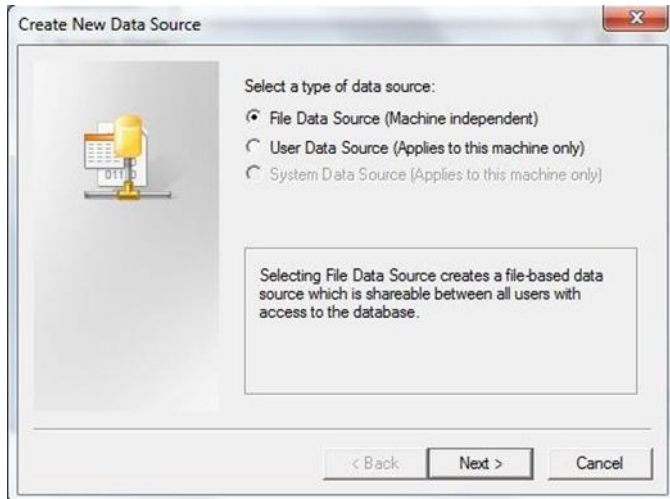 Create New Data Source
Select a type of data source:
File Data Source (Machine independent)
User Data Source (Applies to this machine only)
System Data Source (Applies to this machine only)
Selecting File Data Source creates a file-based data
source which is shareable between all users with
access to the database.
< Back
Next >
Cancel